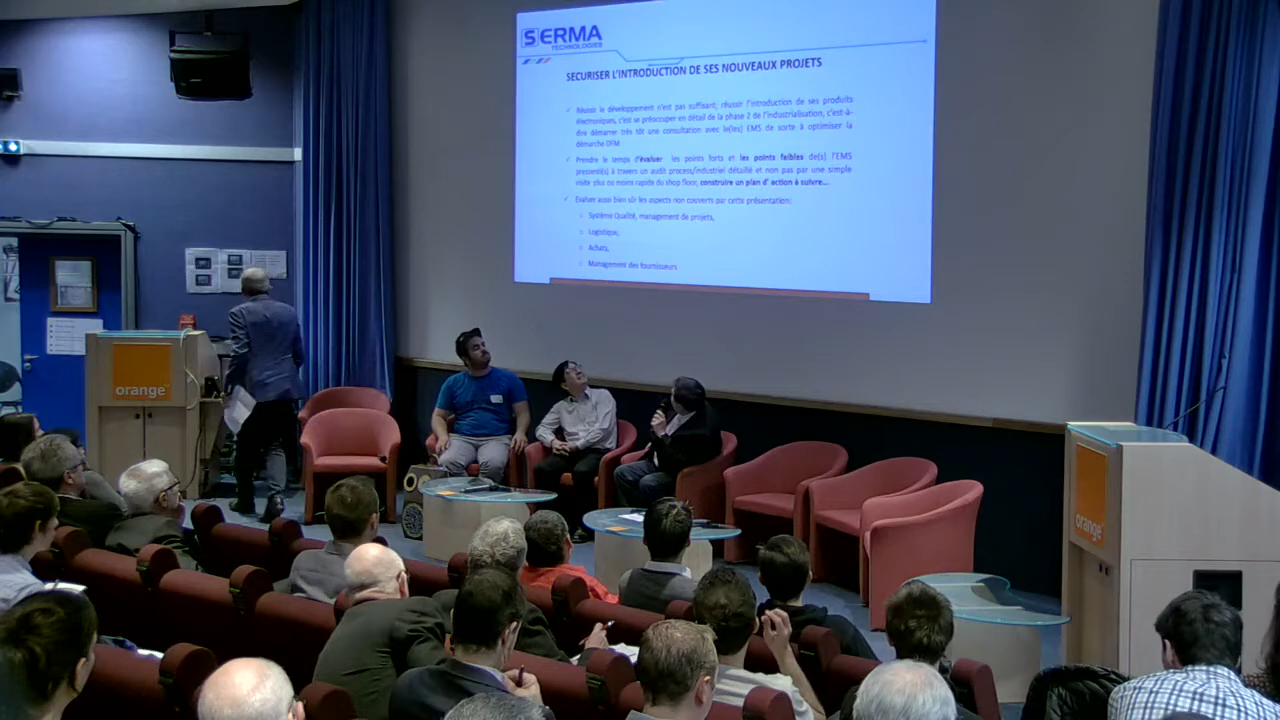 SERMA
TECHNOLOGIES
SECURISER L'INTRODUCTION DE SES NOUVEAUX PROJETS
✓ Réussir le développement n'est pas suffisant; réussir l'introduction de ses produits
électroniques, c'est se préoccuper en détail de la phase 2 de l'industrialisation, c'est-à-
dire démarrer très tôt une consultation avec le(les) EMS de sorte à optimiser la
démarche DFM
✓ Prendre le temps d'évaluer les points forts et les points faibles de(s) l'EMS
pressenti(s) à travers un audit process/industriel détaillé et non pas par une simple
visite plus ou moins rapide du shop floor, construire un plan d' action à suivre...
✓ Evaluer aussi bien sûr les aspects non couverts par cette présentation:
○ Système Qualité, management de projets,
○ Logistique,
○ Achats,
○ Management des fournisseurs
orange
orange